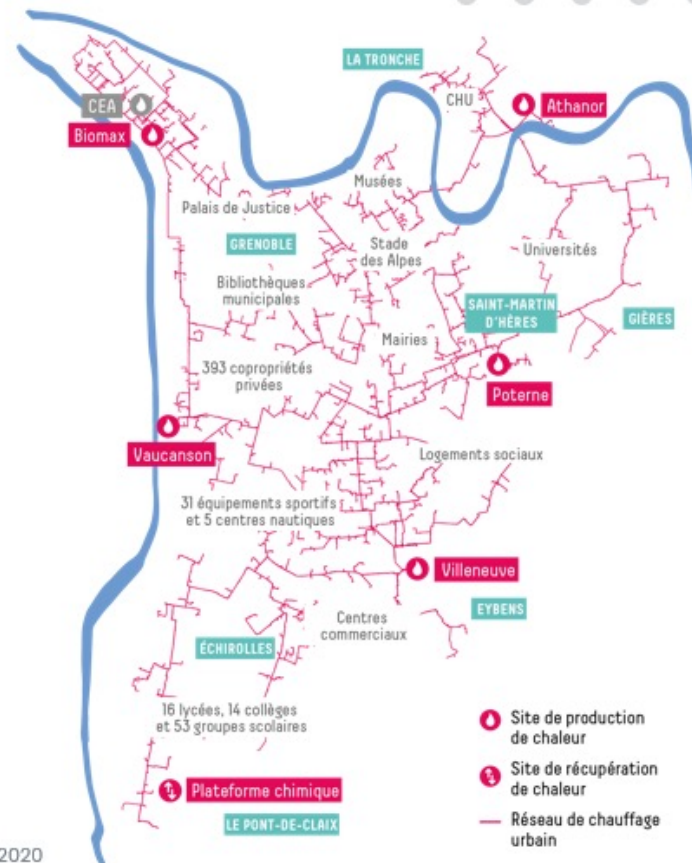 LA TRONCHE
CEA
CHU
Athanor
Biomax
Musées
Palais de Justice
GRENOBLE
Stade
des Alpes
Universités
Bibliothèques
municipales
SAINT-MARTIN
D'HÈRES
GIÈRES
Mairies
393 copropriétés
privées
Poterne
Vaucanson
Logements sociaux
31 équipements sportifs
et 5 centres nautiques
Villeneuve
EYBENS
Centres
commerciaux
ÉCHIROLLES
16 lycées, 14 collèges
et 53 groupes scolaires
Plateforme chimique
LE PONT-DE-CLAIX
Site de production
de chaleur
Site de récupération
de chaleur
Réseau de chauffage
urbain
2020